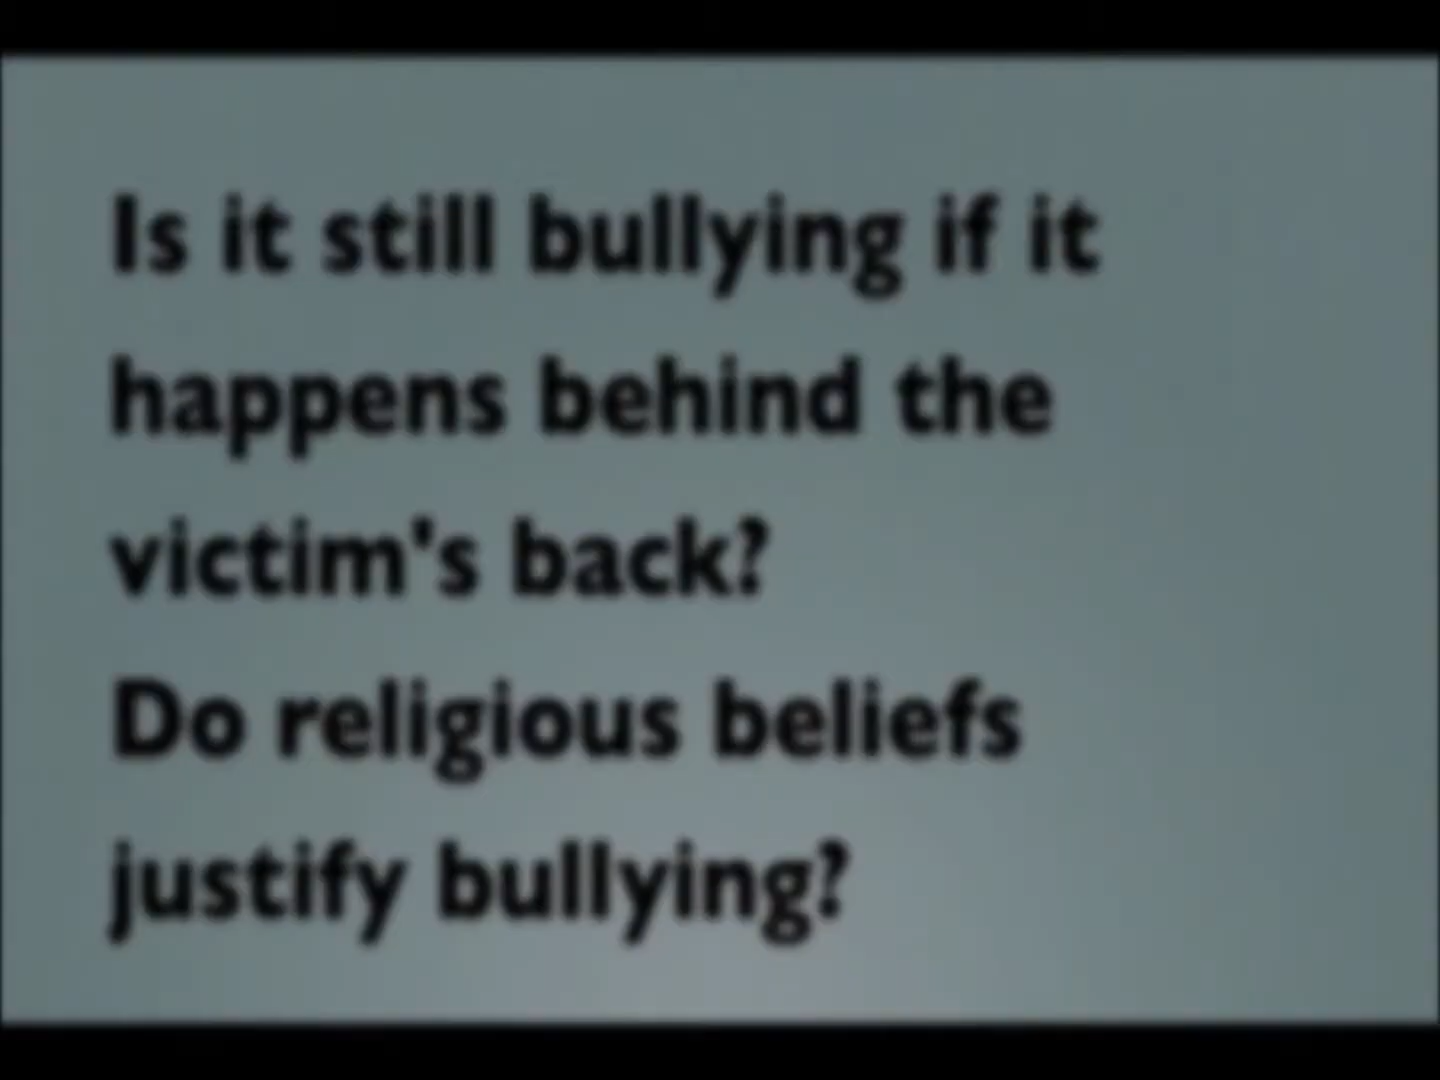 Is it still bullying if it
happens behind the
victim's back?
Do religious beliefs
justify bullying?